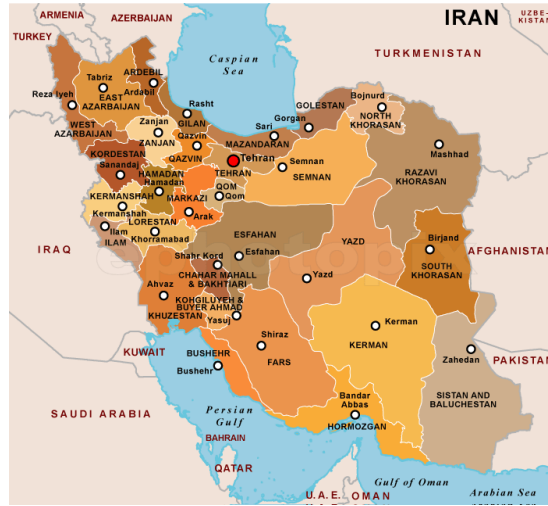 IRAN
ARMENIA
AZERBAIJAN
UZBE-
KISTAN
TURKEY
Caspian
Sea
TURKMENISTAN
ARDEBIL
Tabriz
Ardabil
Reza Iyeh
EAST
AZARBAIJAN
Rasht
GILAN
GOLESTAN
Bojnurd
NORTH
KHORASAN
Gorgan
WEST
AZARBAIJAN
Zanjan
ZANJAN
Qazvin
QAZVIN
Sari
MAZANDARAN
Mashhad
KORDESTAN
Sanandaj
Tehran
TEHRAN
Semnan
SEMNAN
RAZAVI
KHORASAN
HAMADAN
Hamadan
QOM
Qom
KERMANSHAH
Kermanshah
MARKAZI
Arak
Ilam
ILAM
LORESTAN
Khorramabad
ESFAHAN
Esfahan
YAZD
Yazd
Birjand
SOUTH
KHORASAN
AFGHANISTAN
IRAQ
Shahr Kord
CHAHAR MAHALL
& BAKHTIARI
Ahvaz
KHUZESTAN
KOHGILUYEH &
BUYER AHMAD
Yasuj
Shiraz
FARS
Kerman
KERMAN
Zahedan
PAKISTAN
KUWAIT
BUSHEHR
Bushehr
Bandar
Abbas
HORMOZGAN
SISTAN AND
BALUCHESTAN
SAUDI ARABIA
Persian
Gulf
BAHRAIN
QATAR
Gulf of Oman
U.A.E.
OMAN
Arabian Sea